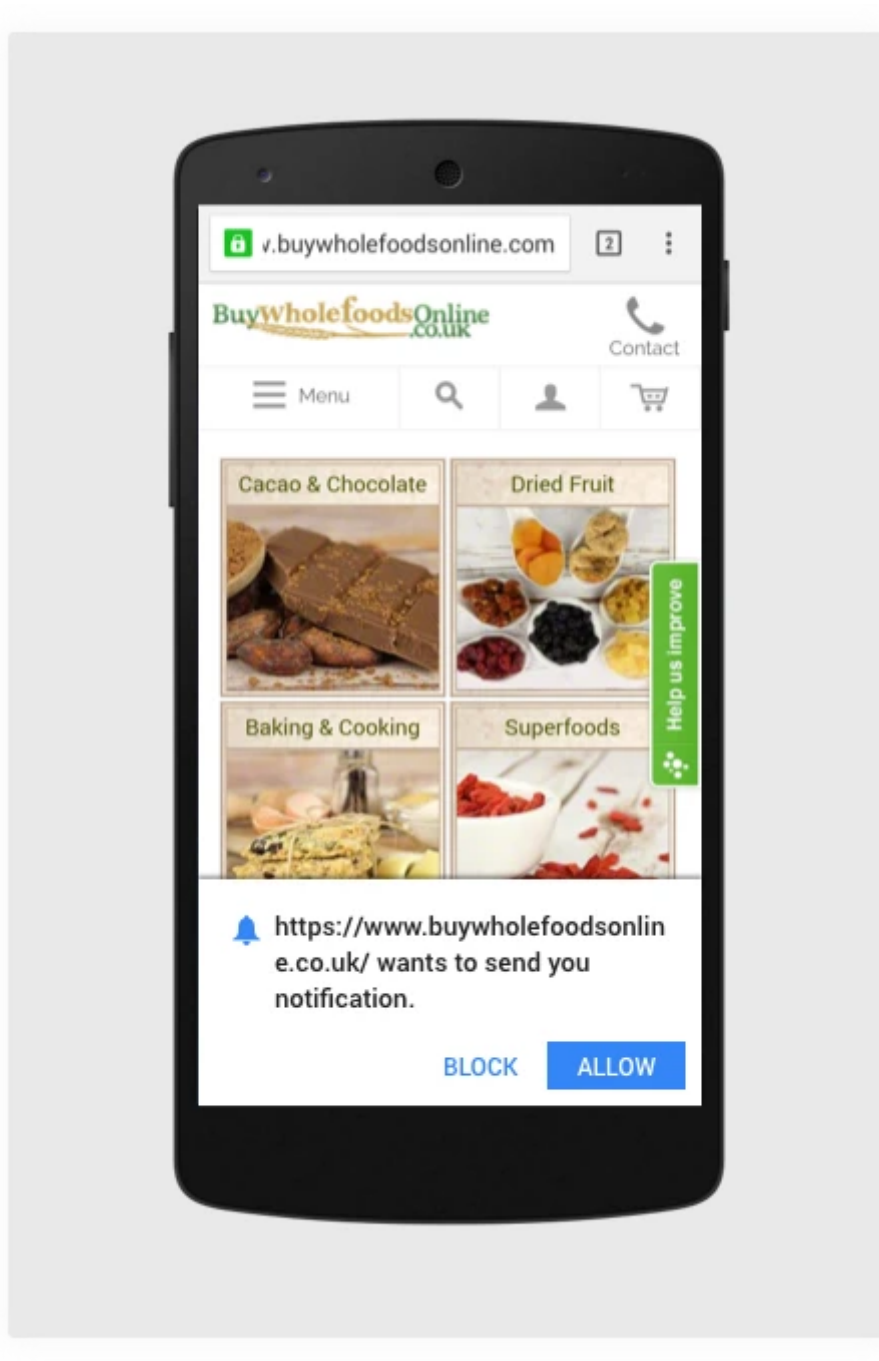 v.buywholefoodsonline.com
2
BuyWholefoodsOnline
.CO.UK
Contact
Menu
Cacao & Chocolate
Dried Fruit
Help us improve
Baking & Cooking
Superfoods
https://www.buywholefoodsonlin
e.co.uk/ wants to send you
notification.
BLOCK
ALLOW